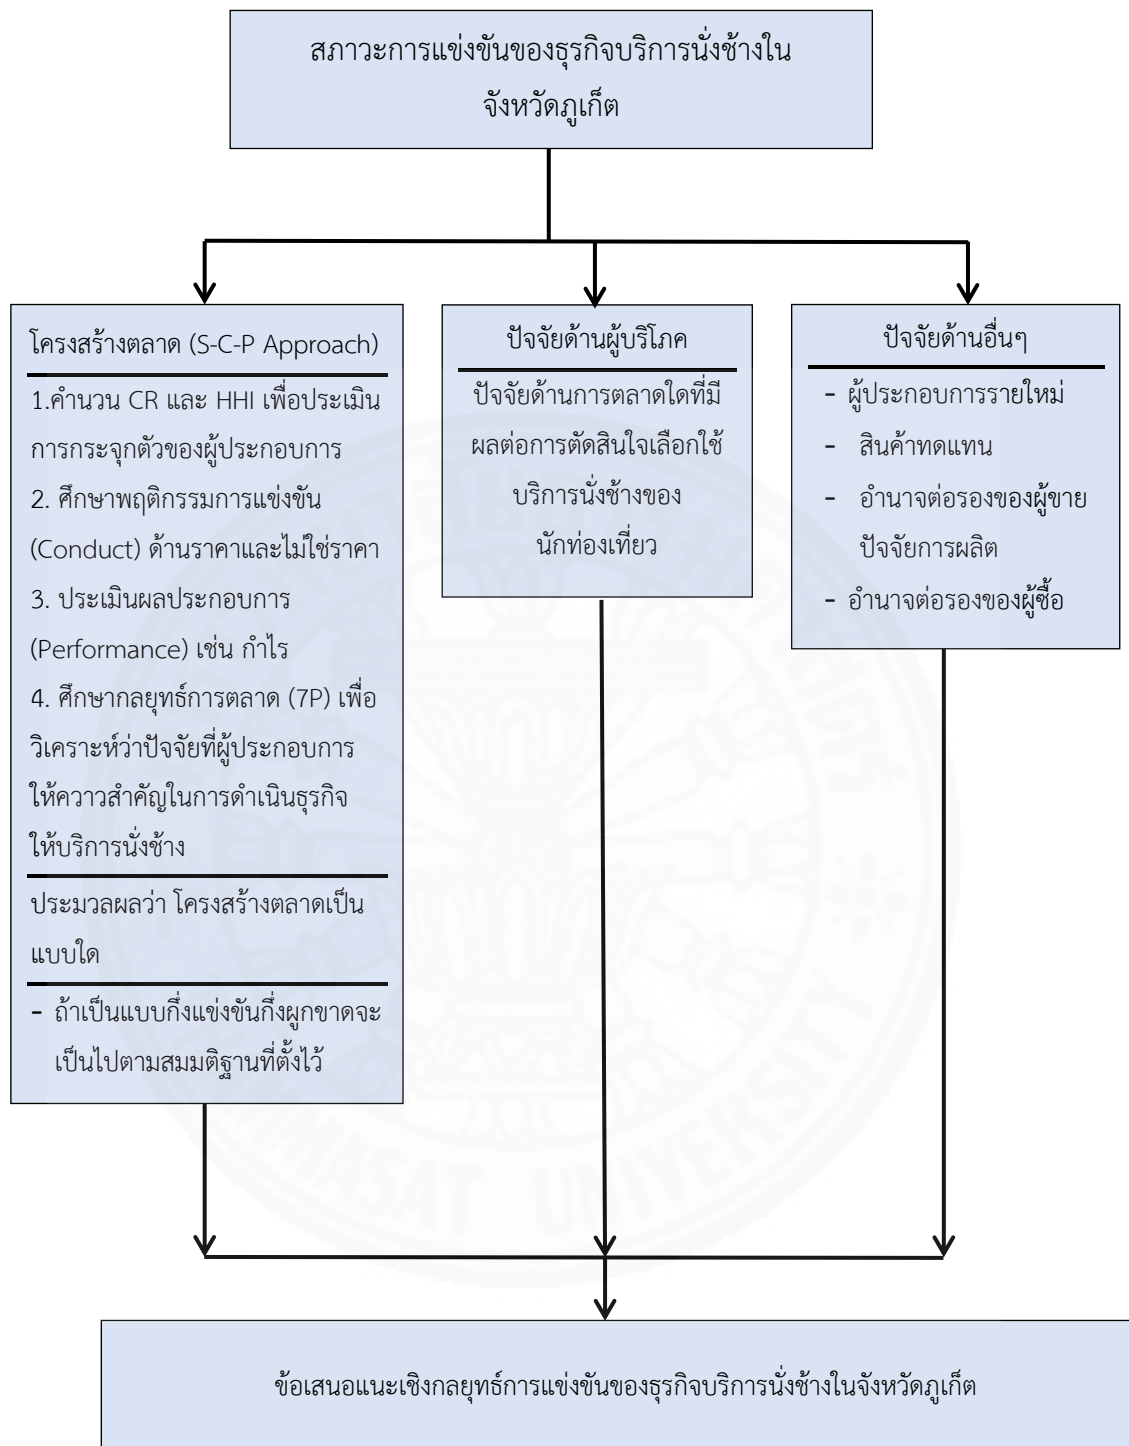 สภาวะการแข่งขันของธุรกิจบริการนั่งช้างใน
จังหวัดภูเก็ต
โครงสร้างตลาด (S-C-P Approach)
1.คำนวน CR และ HHI เพื่อประเมิน
การกระจุกตัวของผู้ประกอบการ
2. ศึกษาพฤติกรรมการแข่งขัน
(Conduct) ด้านราคาและไม่ใช่ราคา
3. ประเมินผลประกอบการ
(Performance) เช่น กำไร
4. ศึกษากลยุทธ์การตลาด (7P) เพื่อ
วิเคราะห์ว่าปัจจัยที่ผู้ประกอบการ
ให้ควาวสำคัญในการดำเนินธุรกิจ
ให้บริการนั่งช้าง
ประมวลผลว่า โครงสร้างตลาดเป็น
แบบใด
- ถ้าเป็นแบบกึ่งแข่งขันกึ่งผูกขาดจะ
เป็นไปตามสมมติฐานที่ตั้งไว้
ปัจจัยด้านผู้บริโภค
ปัจจัยด้านการตลาดใดที่มี
ผลต่อการตัดสินใจเลือกใช้
บริการนั่งช้างของ
นักท่องเที่ยว
ปัจจัยด้านอื่นๆ
- ผู้ประกอบการรายใหม่
- สินค้าทดแทน
- อำนาจต่อรองของผู้ขาย
ปัจจัยการผลิต
- อำนาจต่อรองของผู้ซื้อ
THAMMASAT UNIVERSITY
ข้อเสนอแนะเชิงกลยุทธ์การแข่งขันของธุรกิจบริการนั่งช้างในจังหวัดภูเก็ต